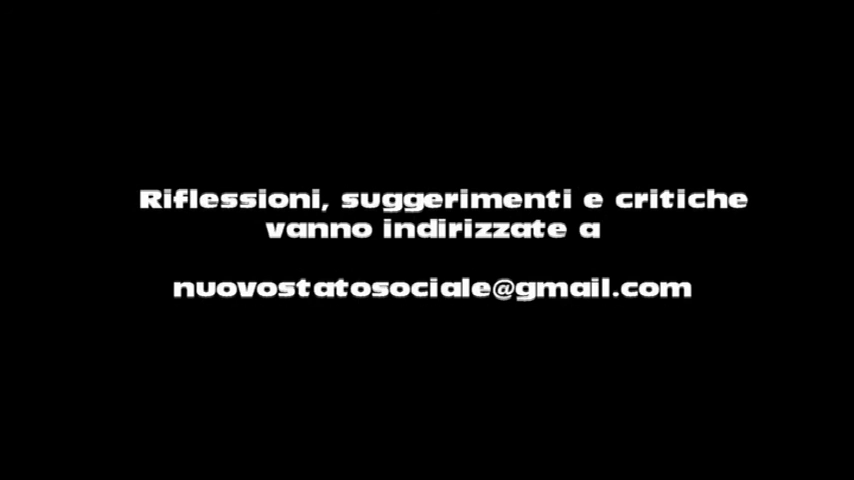 Riflessioni, suggerimenti e critiche
vanno indirizzate a
nuovostatosociale@gmail.com